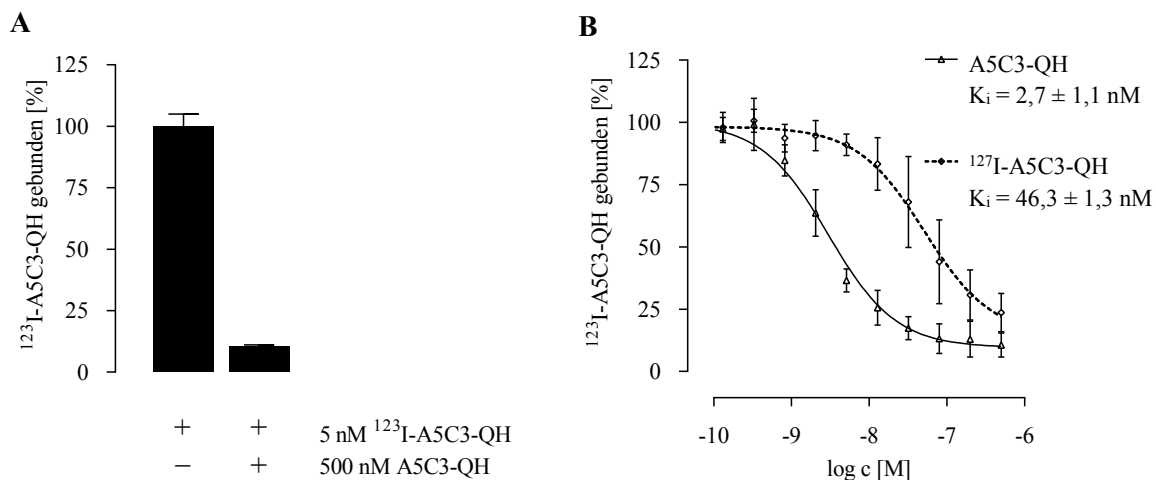 A
125
100
75
50
25
0
¹²³I-A5C3-QH gebunden [%]
+ + 5 nM ¹²³I-A5C3-QH
– + 500 nM A5C3-QH
B
125
100
75
50
25
0
¹²³I-A5C3-QH gebunden [%]
-10 -9 -8 -7 -6
log c [M]
A5C3-QH
Kᵢ = 2,7 ± 1,1 nM
¹²⁷I-A5C3-QH
Kᵢ = 46,3 ± 1,3 nM